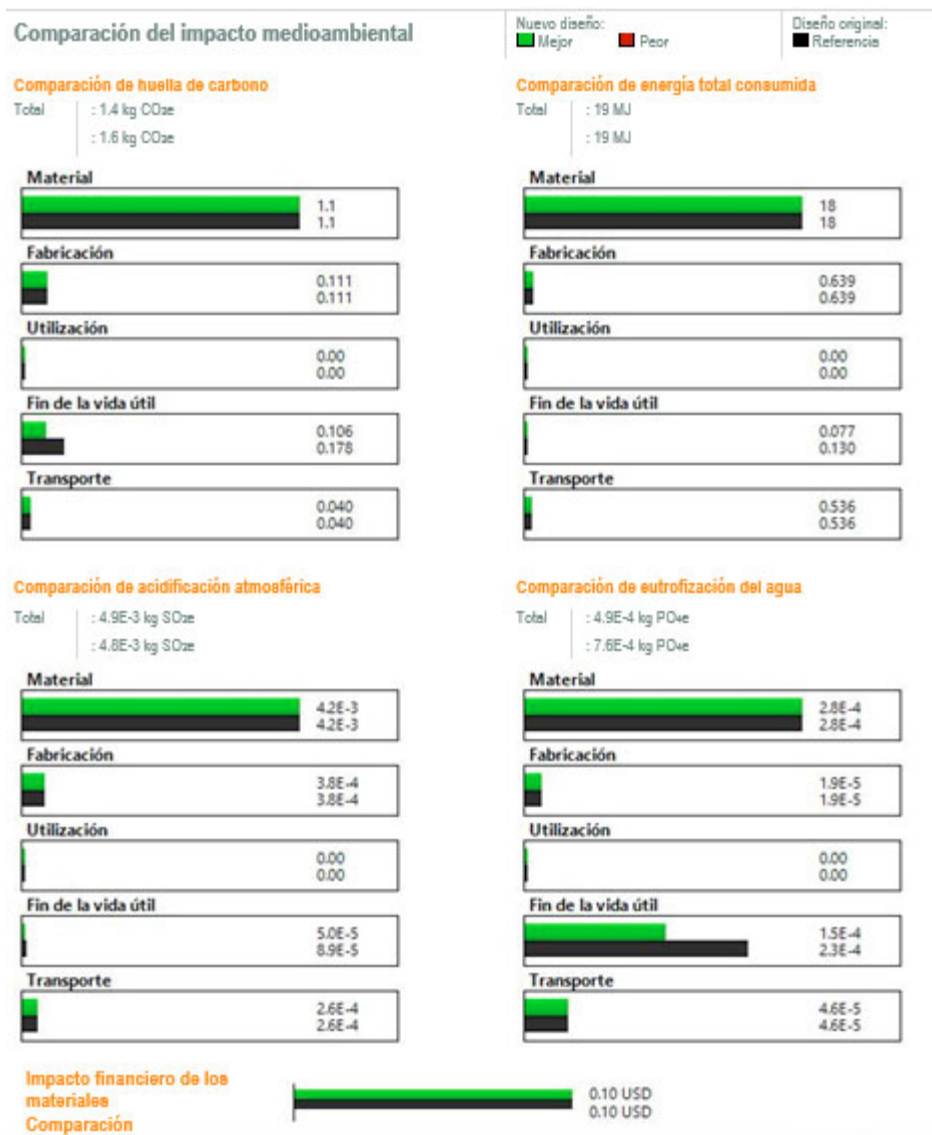 Comparación del impacto medioambiental
Nuevo diseño:
Mejor Peor
Diseño original:
Referencia
Comparación de huella de carbono
Total : 1.4 kg CO2e
: 1.6 kg CO2e
Material
1.1
1.1
Fabricación
0.111
0.111
Utilización
0.00
0.00
Fin de la vida útil
0.106
0.178
Transporte
0.040
0.040
Comparación de energía total consumida
Total : 19 MJ
: 19 MJ
Material
18
18
Fabricación
0.639
0.639
Utilización
0.00
0.00
Fin de la vida útil
0.077
0.130
Transporte
0.536
0.536
Comparación de acidificación atmosférica
Total : 4.9E-3 kg SO2e
: 4.8E-3 kg SO2e
Material
4.2E-3
4.2E-3
Fabricación
3.8E-4
3.8E-4
Utilización
0.00
0.00
Fin de la vida útil
5.0E-5
8.9E-5
Transporte
2.6E-4
2.6E-4
Comparación de eutrofización del agua
Total : 4.9E-4 kg PO4e
: 7.6E-4 kg PO4e
Material
2.8E-4
2.8E-4
Fabricación
1.9E-5
1.9E-5
Utilización
0.00
0.00
Fin de la vida útil
1.5E-4
2.3E-4
Transporte
4.6E-5
4.6E-5
Impacto financiero de los
materiales
Comparación
0.10 USD
0.10 USD